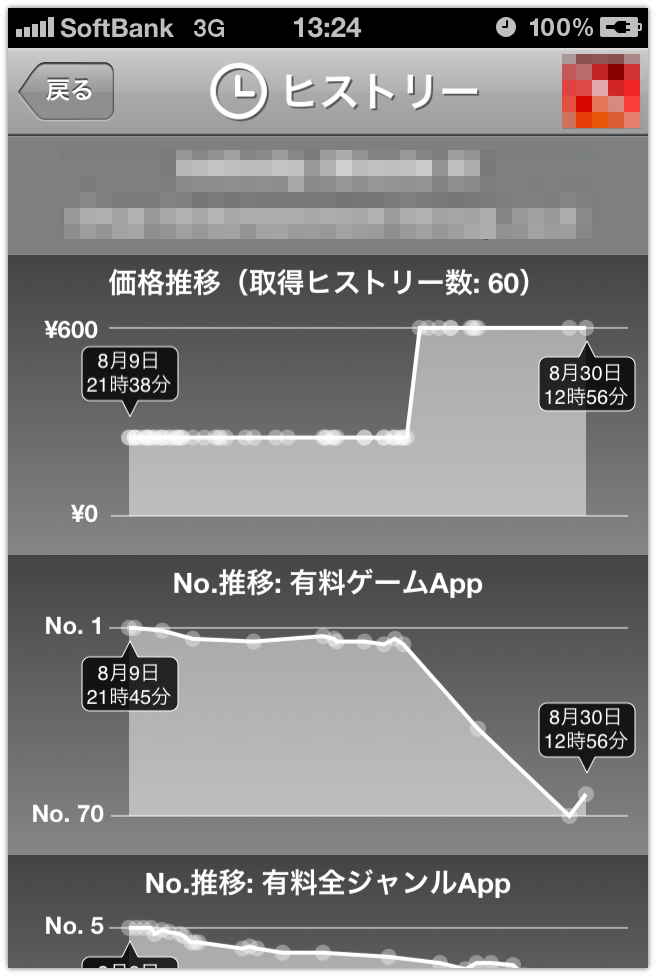 SoftBank 3G 13:24 100%
戻る ヒストリー
価格推移（取得ヒストリー数: 60）
¥600
8月9日
21時38分
8月30日
12時56分
¥0
No.推移: 有料ゲームApp
No. 1
8月9日
21時45分
8月30日
12時56分
No. 70
No.推移: 有料全ジャンルApp
No. 5